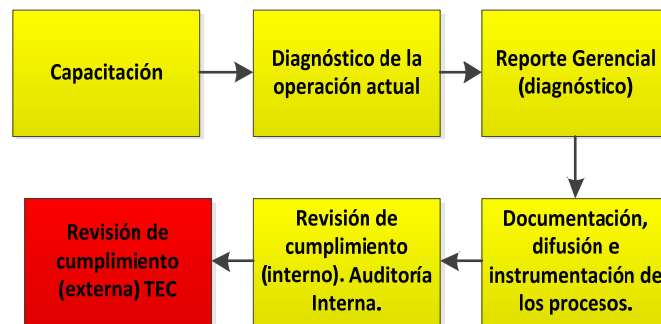 Capacitación
Diagnóstico de la
operación actual
Reporte Gerencial
(diagnóstico)
Revisión de
cumplimiento
(externa) TEC
Revisión de
cumplimiento
(interno). Auditoría
Interna.
Documentación,
difusión e
instrumentación de
los procesos.